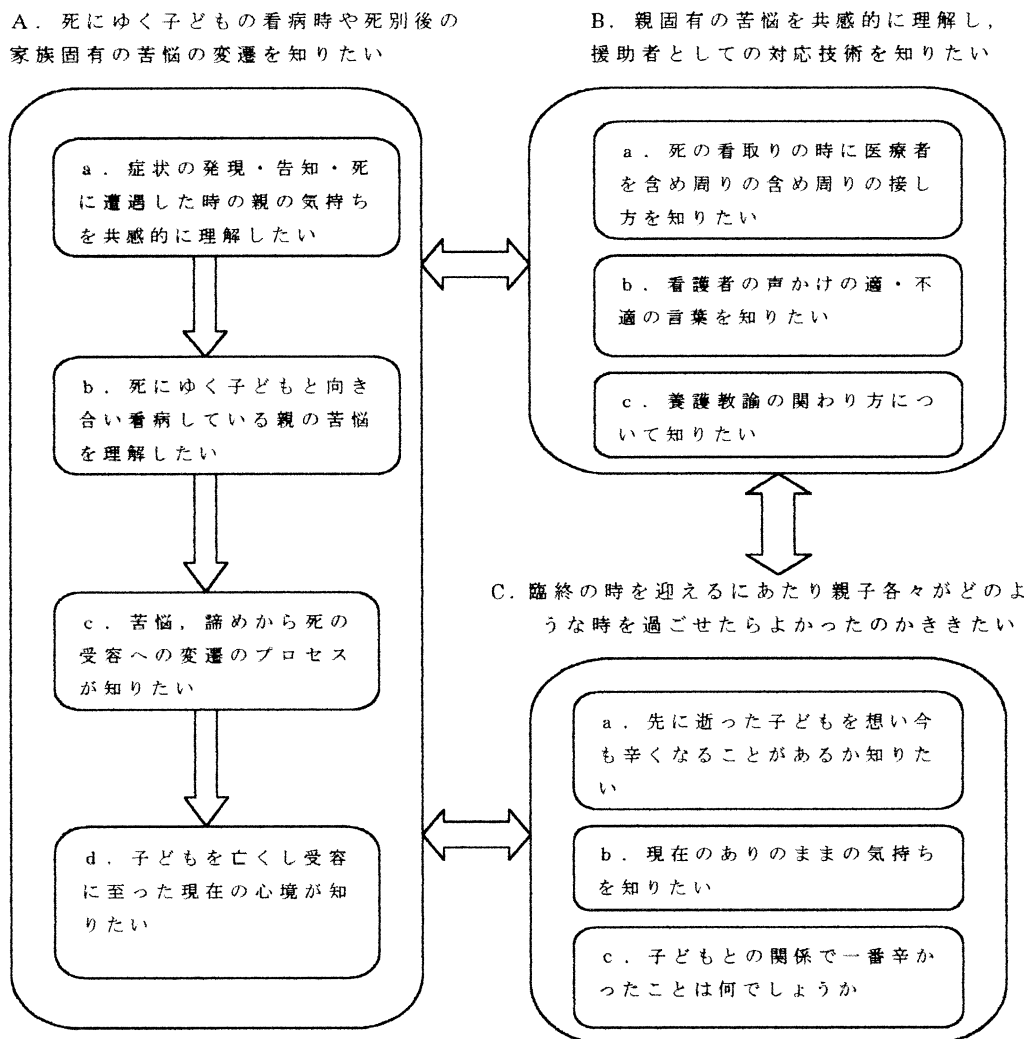 A．死にゆく子どもの看病時や死別後の
家族固有の苦悩の変遷を知りたい
a．症状の発現・告知・死
に遭遇した時の親の気持ち
を共感的に理解したい
b．死にゆく子どもと向き
合い看病している親の苦悩
を理解したい
c．苦悩，諦めから死の
受容への変遷のプロセス
が知りたい
d．子どもを亡くし受容
に至った現在の心境が知
りたい
B．親固有の苦悩を共感的に理解し，
援助者としての対応技術を知りたい
a．死の看取りの時に医療者
を含め周りの含め周りの接し
方を知りたい
b．看護者の声かけの適・不
適の言葉を知りたい
c．養護教諭の関わり方につ
いて知りたい
C．臨終の時を迎えるにあたり親子各々がどのよ
うな時を過ごせたらよかったのかききたい
a．先に逝った子どもを想い今
も辛くなることがあるか知りた
い
b．現在のありのままの気持ち
を知りたい
c．子どもとの関係で一番辛か
ったことは何でしょうか